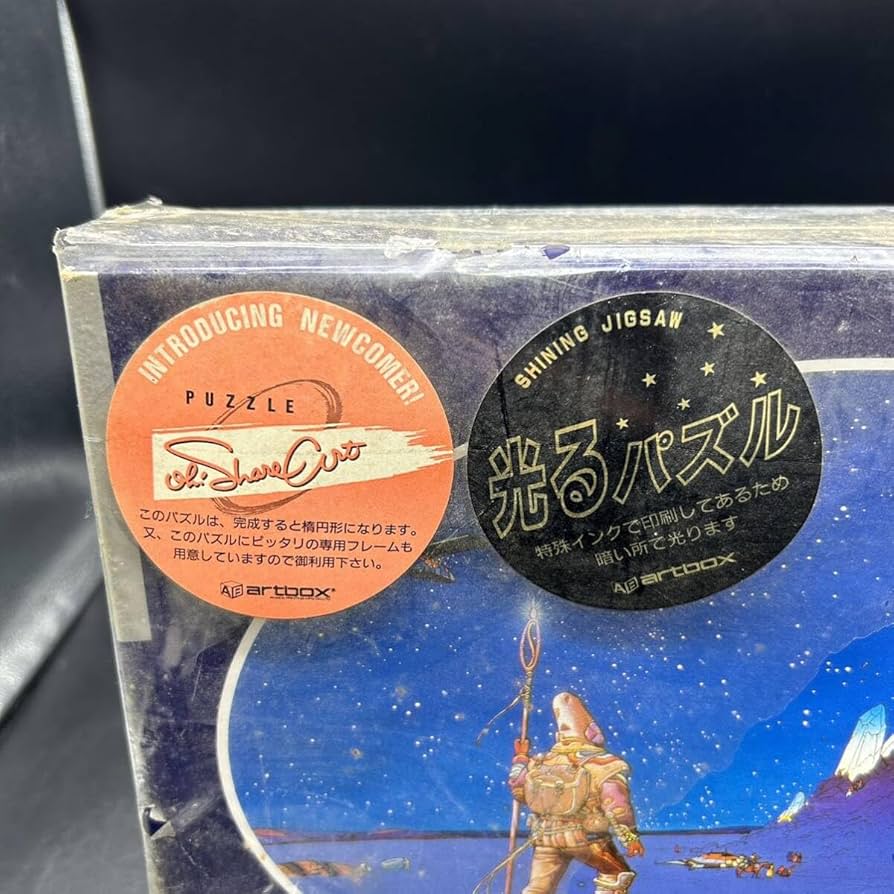 INTRODUCING NEWCOMER!
PUZZLE
Oh! Share Art
このパズルは、完成すると楕円形になります。
又、このパズルにピッタリの専用フレームも
用意していますので御利用下さい。
artbox
SHINING JIGSAW
光るパズル
特殊インクで印刷してあるため
暗い所で光ります
artbox